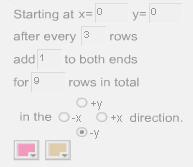 Starting at x= 0 y= 0
after every 3 rows
add 1 to both ends
for 9 rows in total
+y
in the -x +x direction.
-y